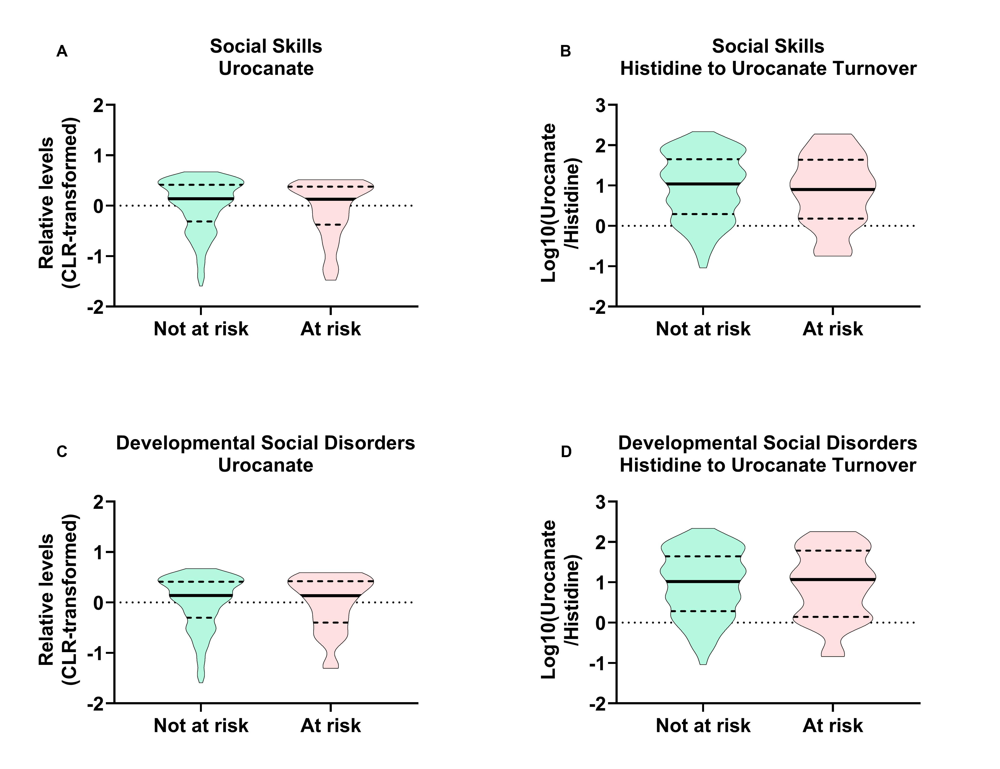 A
Social Skills
Urocanate
Relative levels
(CLR-transformed)
2
1
0
-1
-2
Not at risk
At risk
B
Social Skills
Histidine to Urocanate Turnover
Log10(Urocanate
/Histidine)
3
2
1
0
-1
-2
Not at risk
At risk
C
Developmental Social Disorders
Urocanate
Relative levels
(CLR-transformed)
2
1
0
-1
-2
Not at risk
At risk
D
Developmental Social Disorders
Histidine to Urocanate Turnover
Log10(Urocanate
/Histidine)
3
2
1
0
-1
-2
Not at risk
At risk